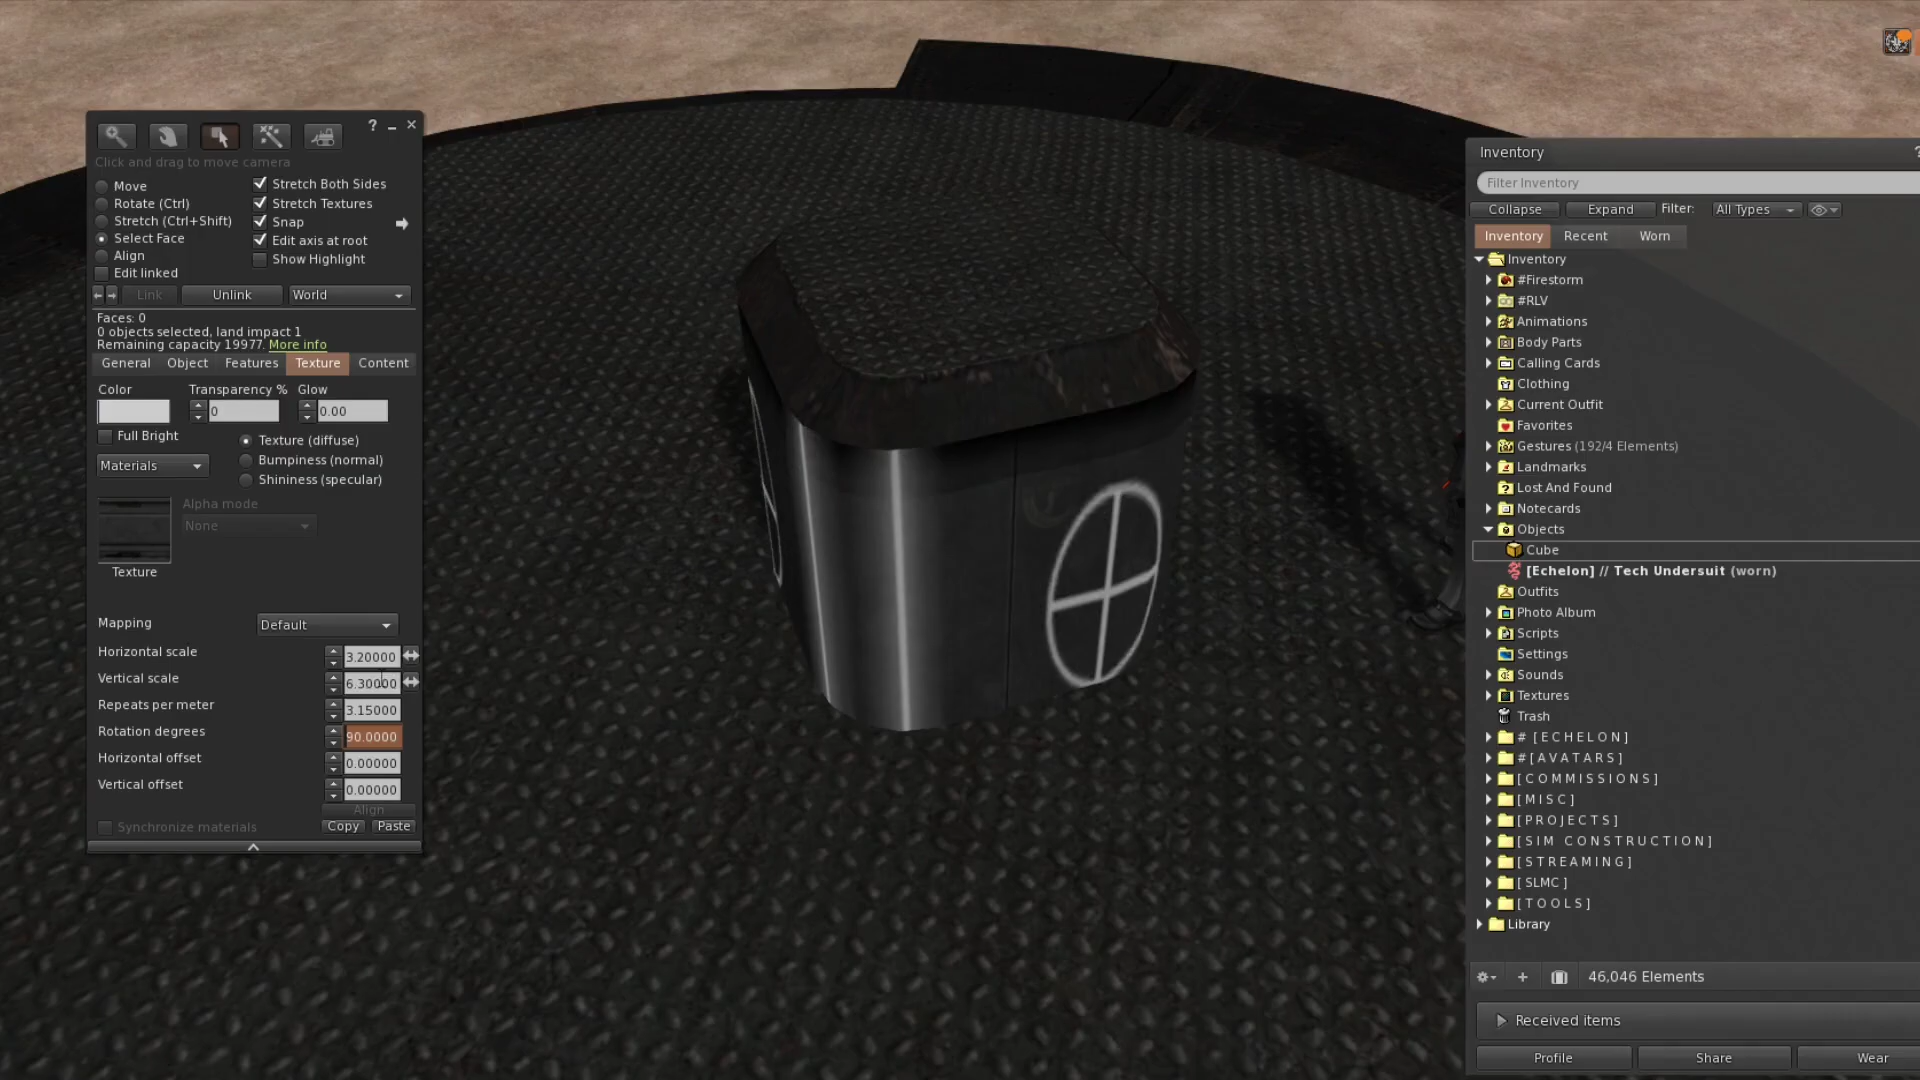 ?
Click and drag to move camera
Move
Rotate (Ctrl)
Stretch (Ctrl+Shift)
Select Face
Align
Edit linked
Stretch Both Sides
Stretch Textures
Snap
Edit axis at root
Show Highlight
Link
Unlink
World
Faces: 0
0 objects selected, land impact 1
Remaining capacity 19977. More info
General
Object
Features
Texture
Content
Color
Transparency %
Glow
0
0.00
Full Bright
Texture (diffuse)
Bumpiness (normal)
Shininess (specular)
Materials
Alpha mode
None
Texture
Mapping
Default
Horizontal scale
3.20000
Vertical scale
6.30000
Repeats per meter
3.15000
Rotation degrees
90.0000
Horizontal offset
0.00000
Vertical offset
0.00000
Align
Synchronize materials
Copy
Paste
Inventory
?
Filter Inventory
Collapse
Expand
Filter:
All Types
Inventory
Recent
Worn
Inventory
#Firestorm
#RLV
Animations
Body Parts
Calling Cards
Clothing
Current Outfit
Favorites
Gestures (192/4 Elements)
Landmarks
Lost And Found
Notecards
Objects
Cube
[Echelon] // Tech Undersuit (worn)
Outfits
Photo Album
Scripts
Settings
Sounds
Textures
Trash
# [ E C H E L O N ]
# [ A V A T A R S ]
[ C O M M I S S I O N S ]
[ M I S C ]
[ P R O J E C T S ]
[ S I M   C O N S T R U C T I O N ]
[ S T R E A M I N G ]
[ SLMC ]
[ T O O L S ]
Library
46,046 Elements
Received items
Profile
Share
Wear